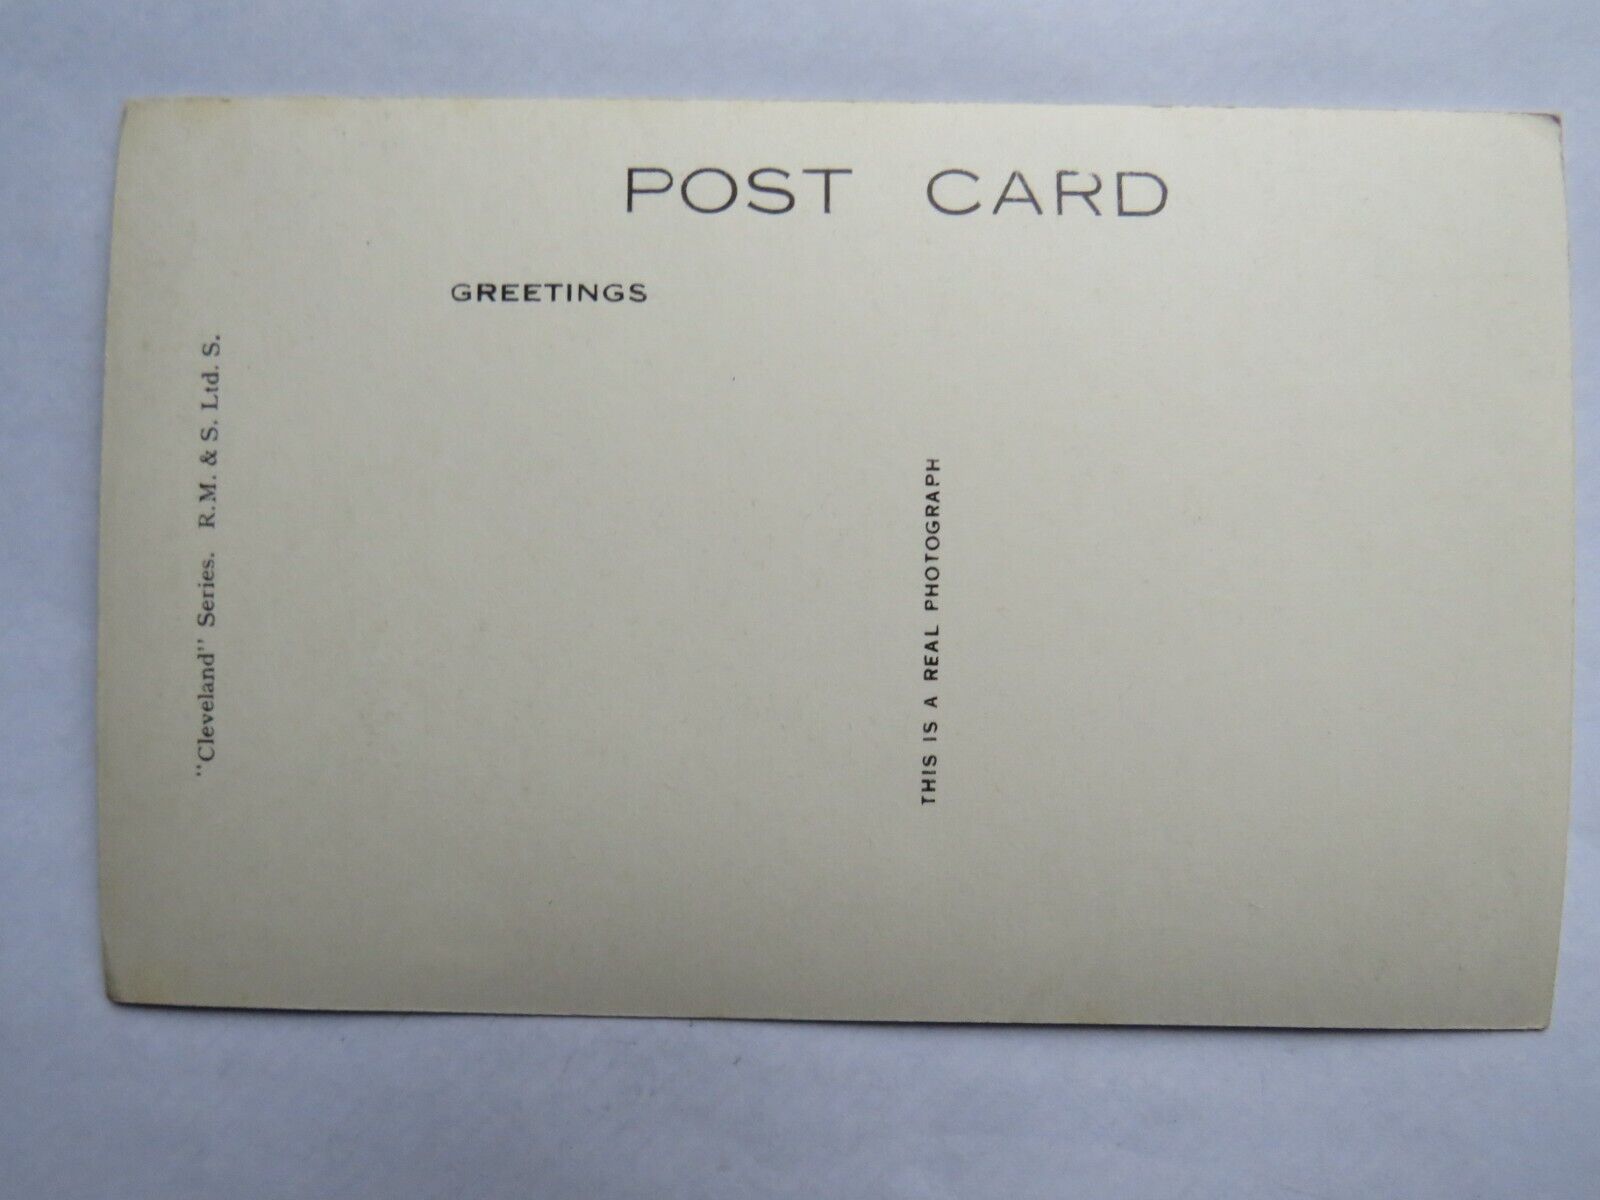 POST CARD
GREETINGS
"Cleveland" Series. R.M. & S. Ltd. S.
THIS IS A REAL PHOTOGRAPH